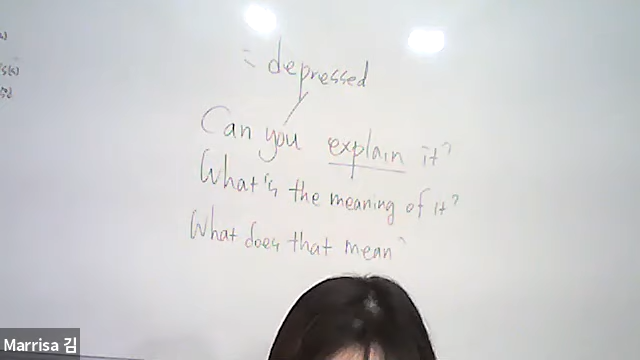 : depressed
Can you explain it?
What's the meaning of it?
What does that mean?
Marrisa 김